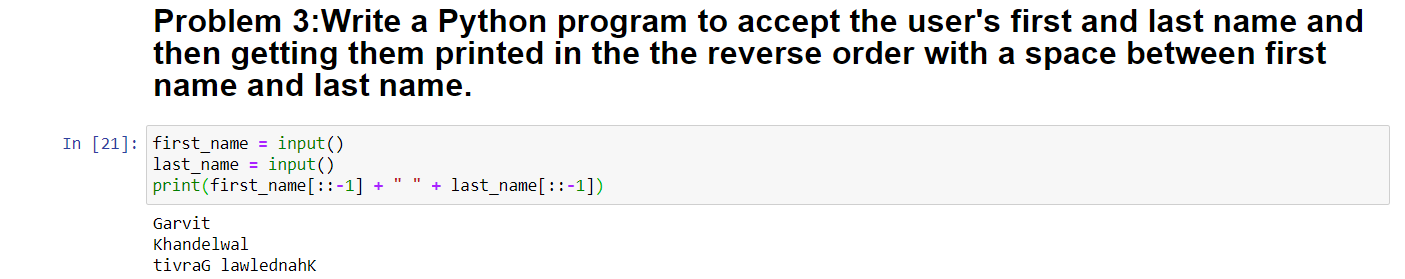 Problem 3:Write a Python program to accept the user's first and last name and
then getting them printed in the the reverse order with a space between first
name and last name.
In [21]: first_name = input()
last_name = input()
print(first_name[::-1] + " " + last_name[::-1])
Garvit
Khandelwal
tivraG lawlednahK